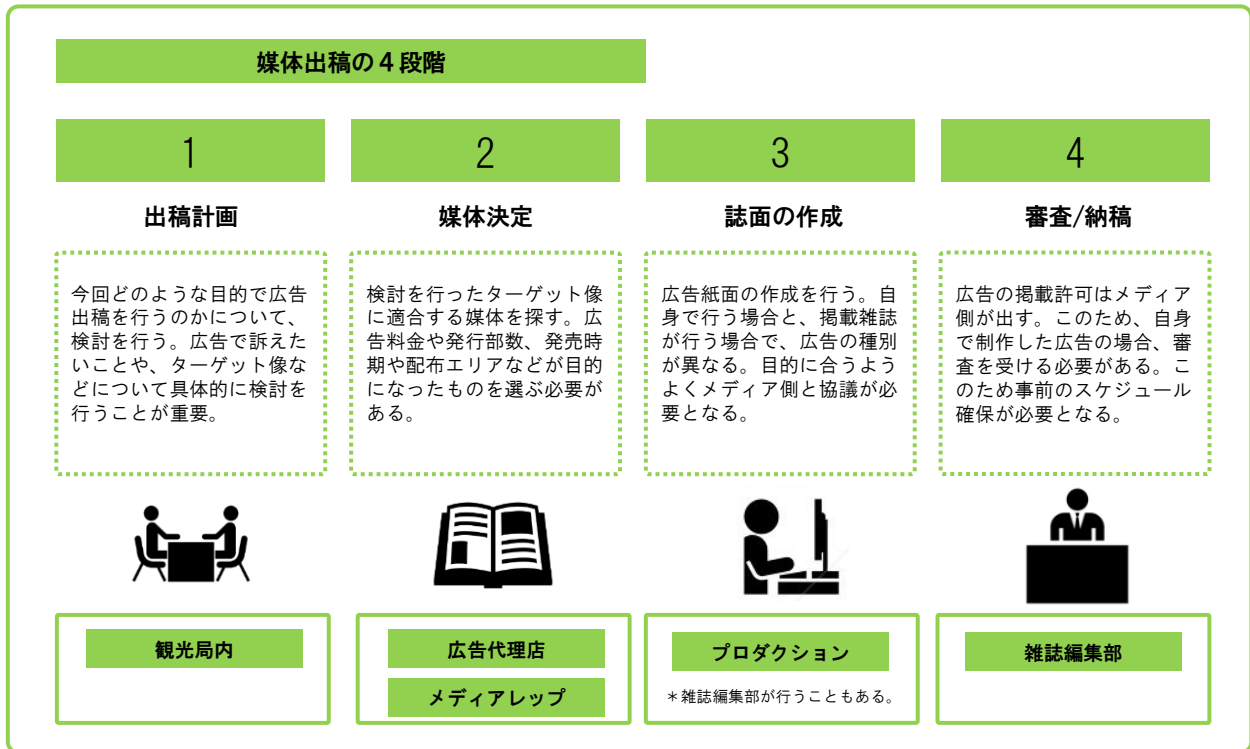 媒体出稿の４段階
1
出稿計画
今回どのような目的で広告
出稿を行うのかについて、
検討を行う。広告で訴えた
いことや、ターゲット像な
どについて具体的に検討を
行うことが重要。
観光局内
2
媒体決定
検討を行ったターゲット像
に適合する媒体を探す。広
告料金や発行部数、発売時
期や配布エリアなどが目的
になったものを選ぶ必要が
ある。
広告代理店
メディアレップ
3
誌面の作成
広告紙面の作成を行う。自
身で行う場合と、掲載雑誌
が行う場合で、広告の種別
が異なる。目的に合うよう
よくメディア側と協議が必
要となる。
プロダクション
＊雑誌編集部が行うこともある。
4
審査/納稿
広告の掲載許可はメディア
側が出す。このため、自身
で制作した広告の場合、審
査を受ける必要がある。こ
のため事前のスケジュール
確保が必要となる。
雑誌編集部